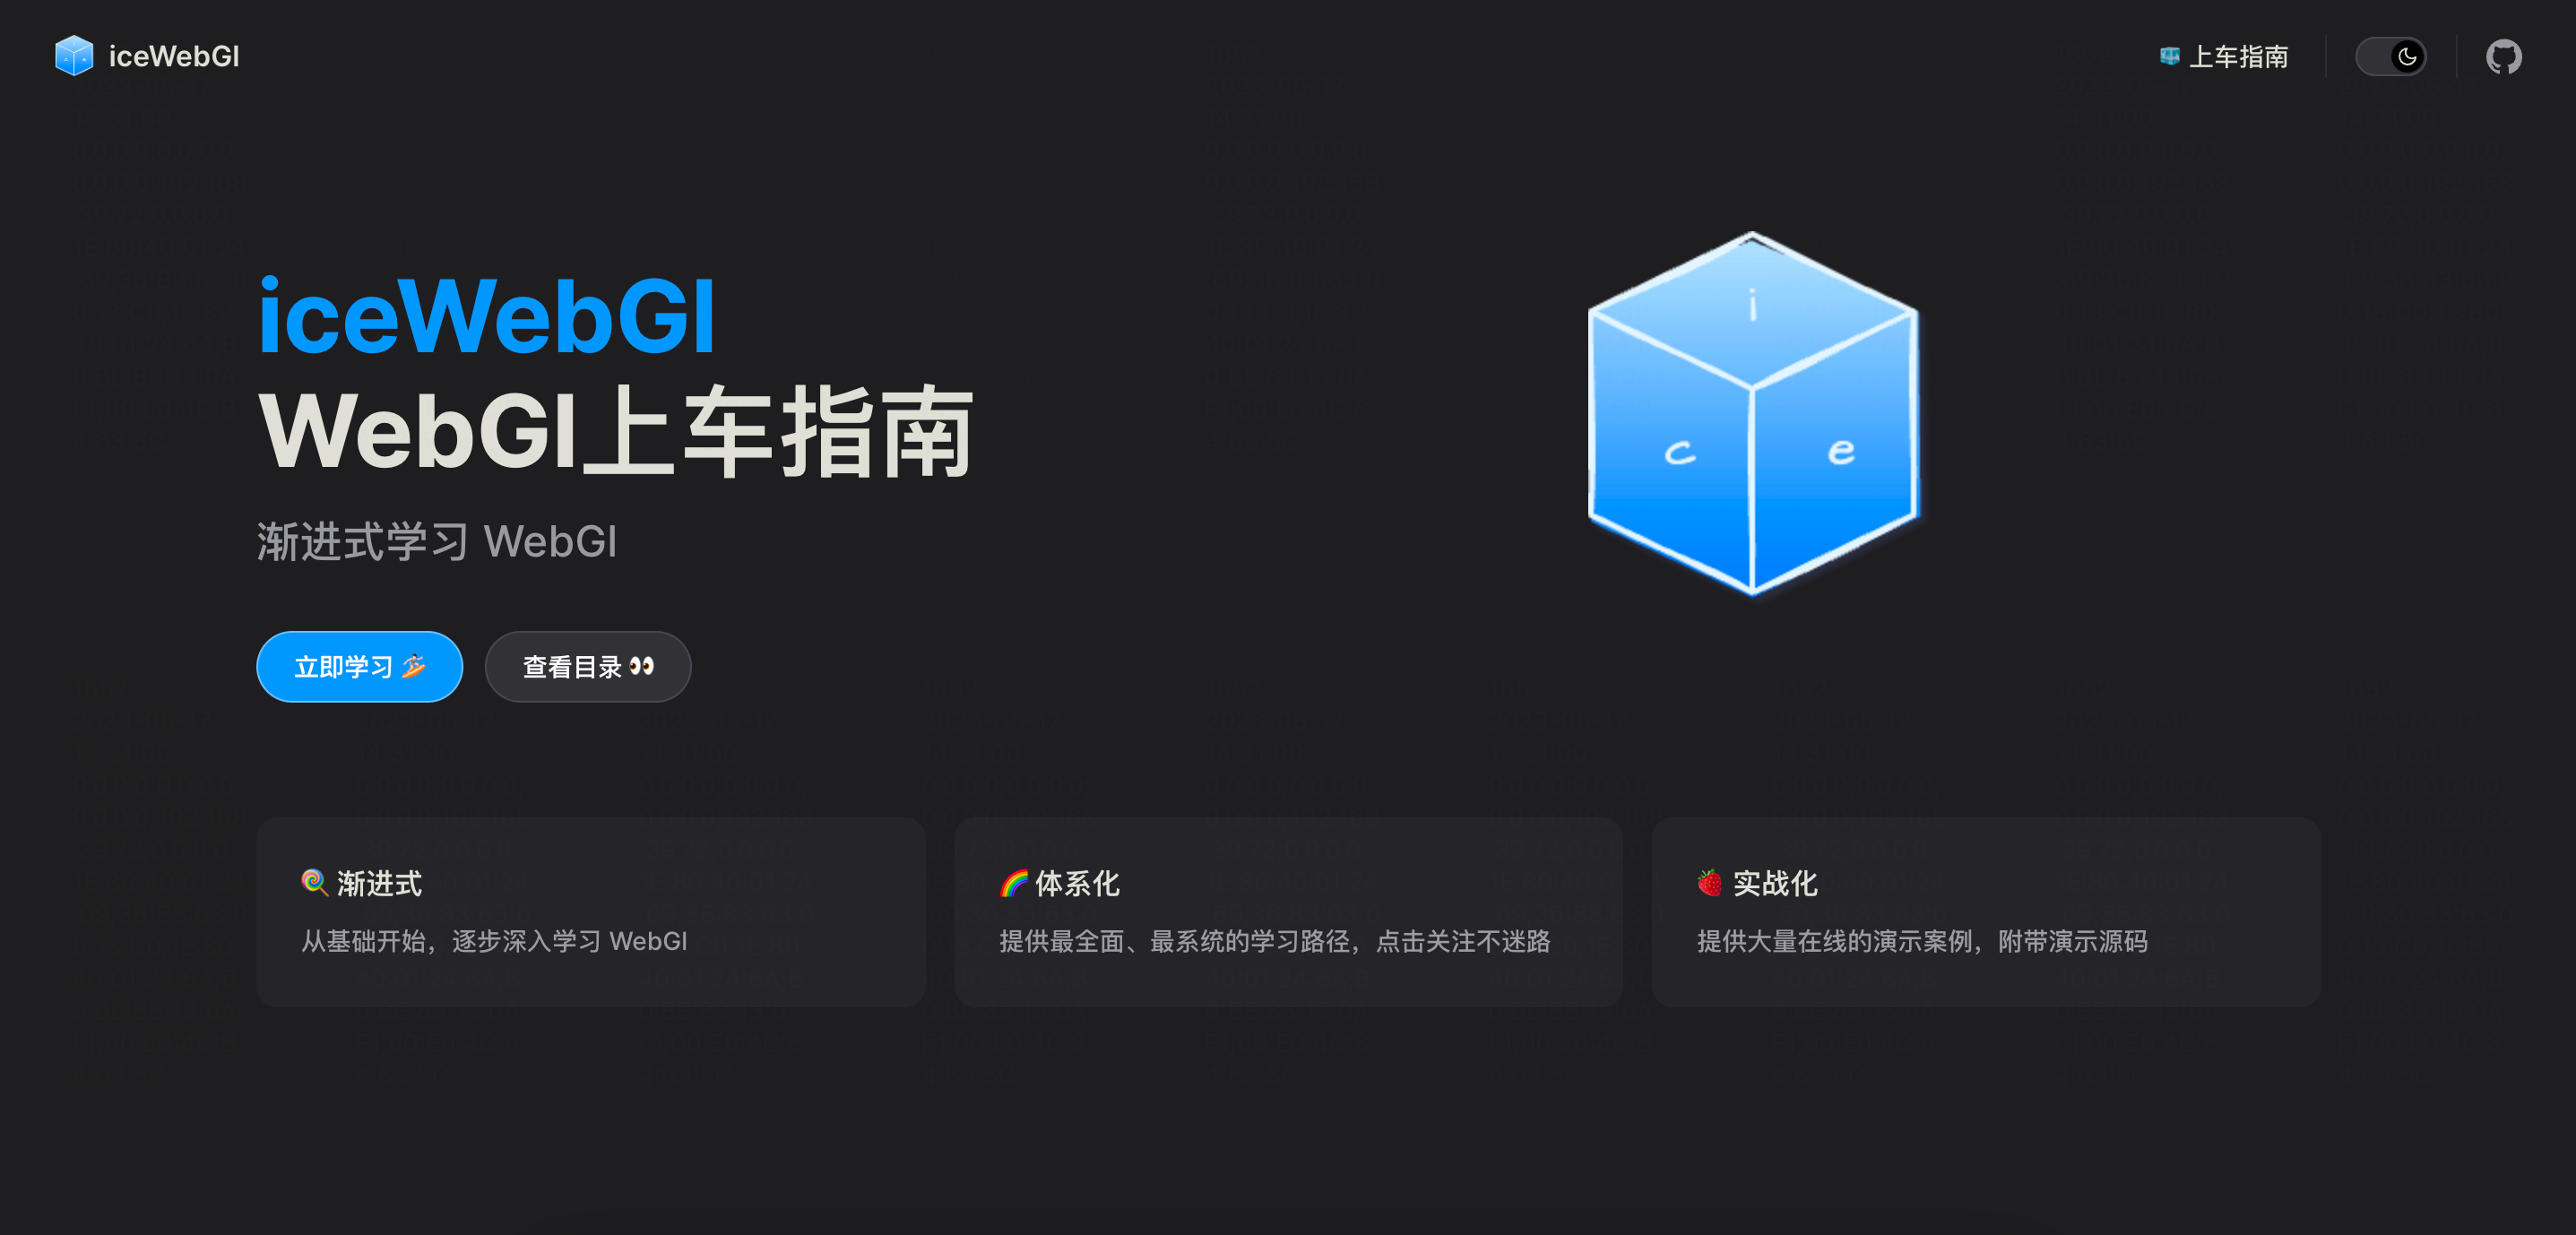 iceWebGl
🧊 上车指南
iceWebGl
WebGl上车指南
渐进式学习 WebGl
立即学习 🏄🏻
查看目录 👀
i
c
e
🍭 渐进式
从基础开始，逐步深入学习 WebGl
🌈 体系化
提供最全面、最系统的学习路径，点击关注不迷路
🍓 实战化
提供大量在线的演示案例，附带演示源码